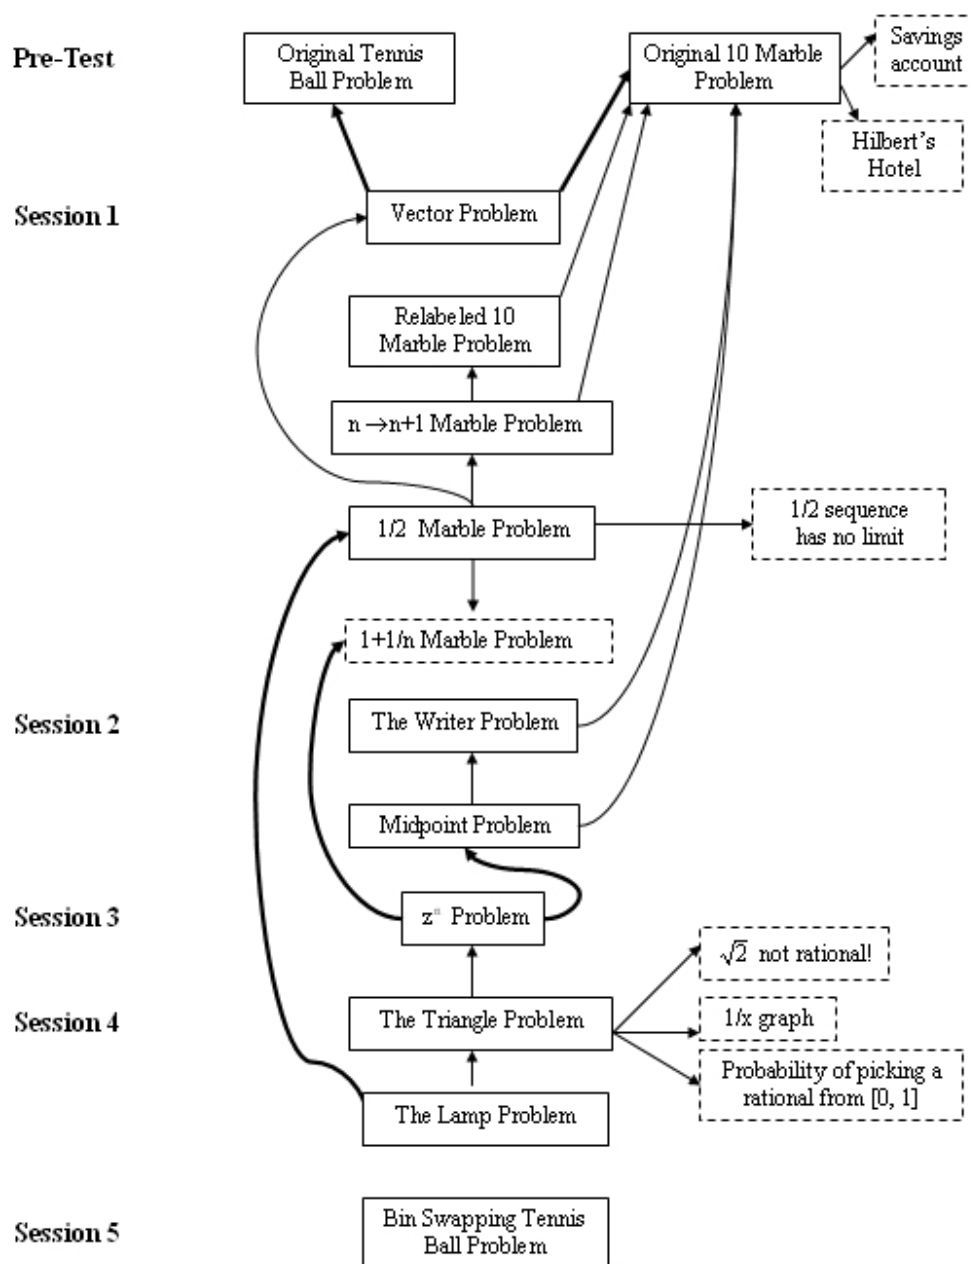 Pre-Test
Original Tennis
Ball Problem
Original 10 Marble
Problem
Savings
account
Hilbert's
Hotel
Session 1
Vector Problem
Relabeled 10
Marble Problem
n →n+1 Marble Problem
1/2 Marble Problem
1/2 sequence
has no limit
1+1/n Marble Problem
Session 2
The Writer Problem
Midpoint Problem
Session 3
zⁿ Problem
√2 not rational!
Session 4
The Triangle Problem
1/x graph
Probability of picking a
rational from [0, 1]
The Lamp Problem
Session 5
Bin Swapping Tennis
Ball Problem